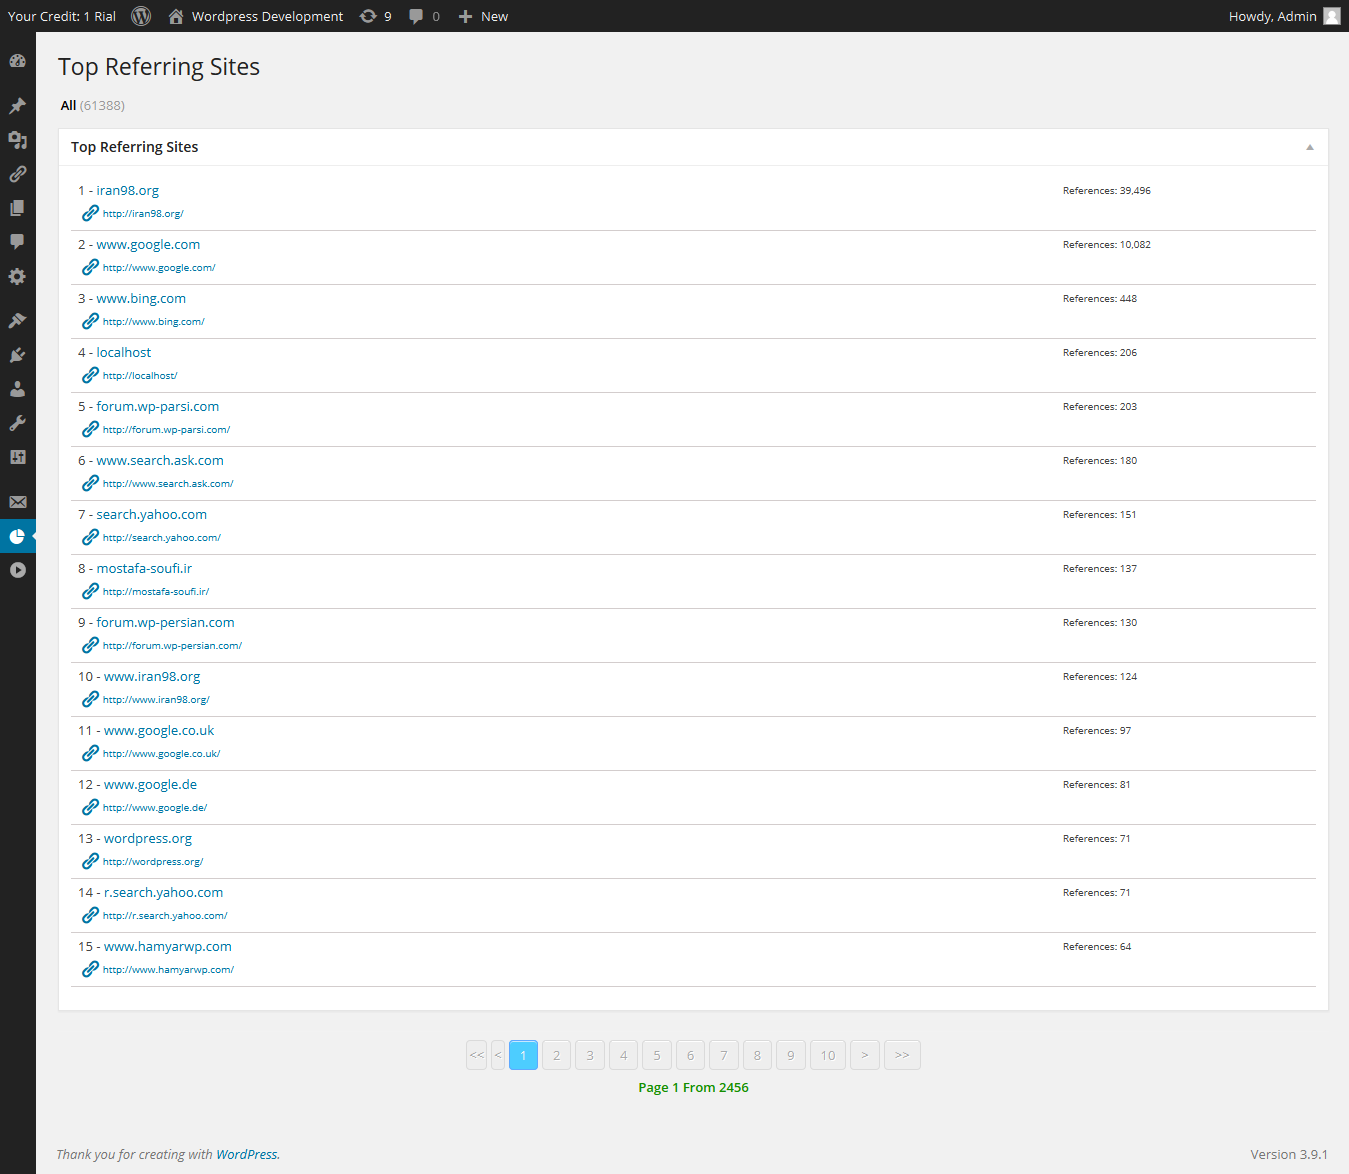 Your Credit: 1 Rial Wordpress Development 9 0 New Howdy, Admin
Top Referring Sites
All (61388)
Top Referring Sites
1 - iran98.org References: 39,496
http://iran98.org/
2 - www.google.com References: 10,082
http://www.google.com/
3 - www.bing.com References: 448
http://www.bing.com/
4 - localhost References: 206
http://localhost/
5 - forum.wp-parsi.com References: 203
http://forum.wp-parsi.com/
6 - www.search.ask.com References: 180
http://www.search.ask.com/
7 - search.yahoo.com References: 151
http://search.yahoo.com/
8 - mostafa-soufi.ir References: 137
http://mostafa-soufi.ir/
9 - forum.wp-persian.com References: 130
http://forum.wp-persian.com/
10 - www.iran98.org References: 124
http://www.iran98.org/
11 - www.google.co.uk References: 97
http://www.google.co.uk/
12 - www.google.de References: 81
http://www.google.de/
13 - wordpress.org References: 71
http://wordpress.org/
14 - r.search.yahoo.com References: 71
http://r.search.yahoo.com/
15 - www.hamyarwp.com References: 64
http://www.hamyarwp.com/
<< < 1 2 3 4 5 6 7 8 9 10 > >>
Page 1 From 2456
Thank you for creating with WordPress. Version 3.9.1